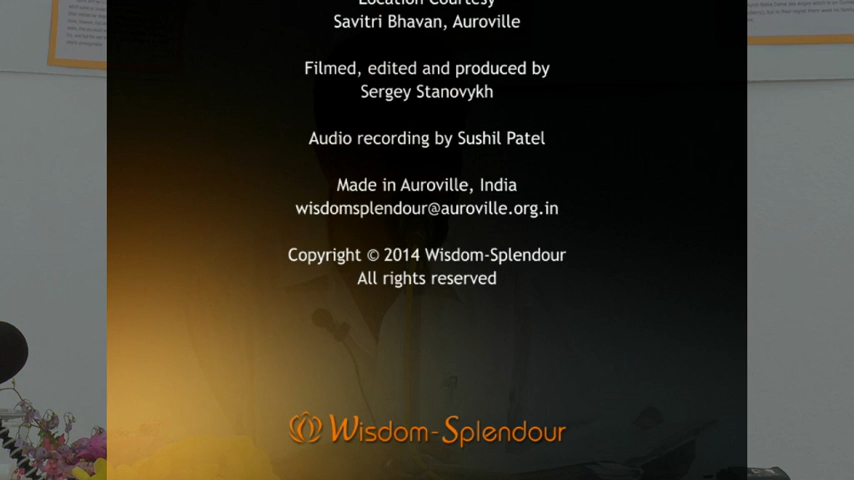 Location Courtesy
Savitri Bhavan, Auroville
Filmed, edited and produced by
Sergey Stanovykh
Audio recording by Sushil Patel
Made in Auroville, India
wisdomsplendour@auroville.org.in
Copyright © 2014 Wisdom-Splendour
All rights reserved
Wisdom-Splendour